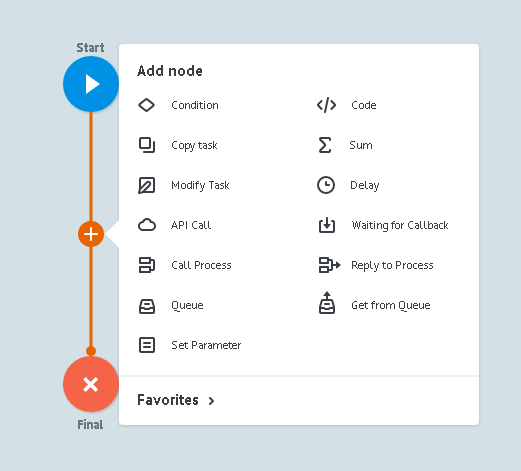 Start
Add node
Condition
Code
Copy task
Sum
Modify Task
Delay
API Call
Waiting for Callback
Call Process
Reply to Process
Queue
Get from Queue
Set Parameter
Favorites
Final